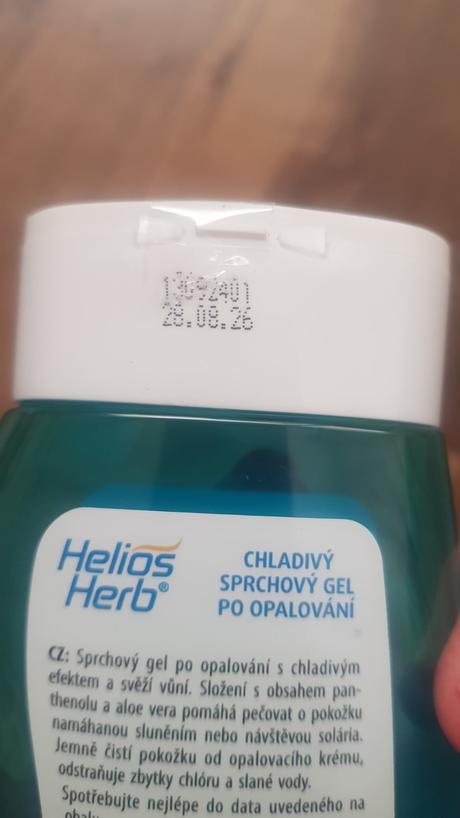 13092401
28.08.26
Helios
Herb®
CHLADIVÝ
SPRCHOVÝ GEL
PO OPALOVÁNÍ
CZ: Sprchový gel po opalování s chladivým
efektem a svěží vůní. Složení s obsahem pan-
thenolu a aloe vera pomáhá pečovat o pokožku
namáhanou sluněním nebo návštěvou solária.
Jemně čistí pokožku od opalovacího krému,
odstraňuje zbytky chlóru a slané vody.
Spotřebujte nejlépe do data uvedeného na